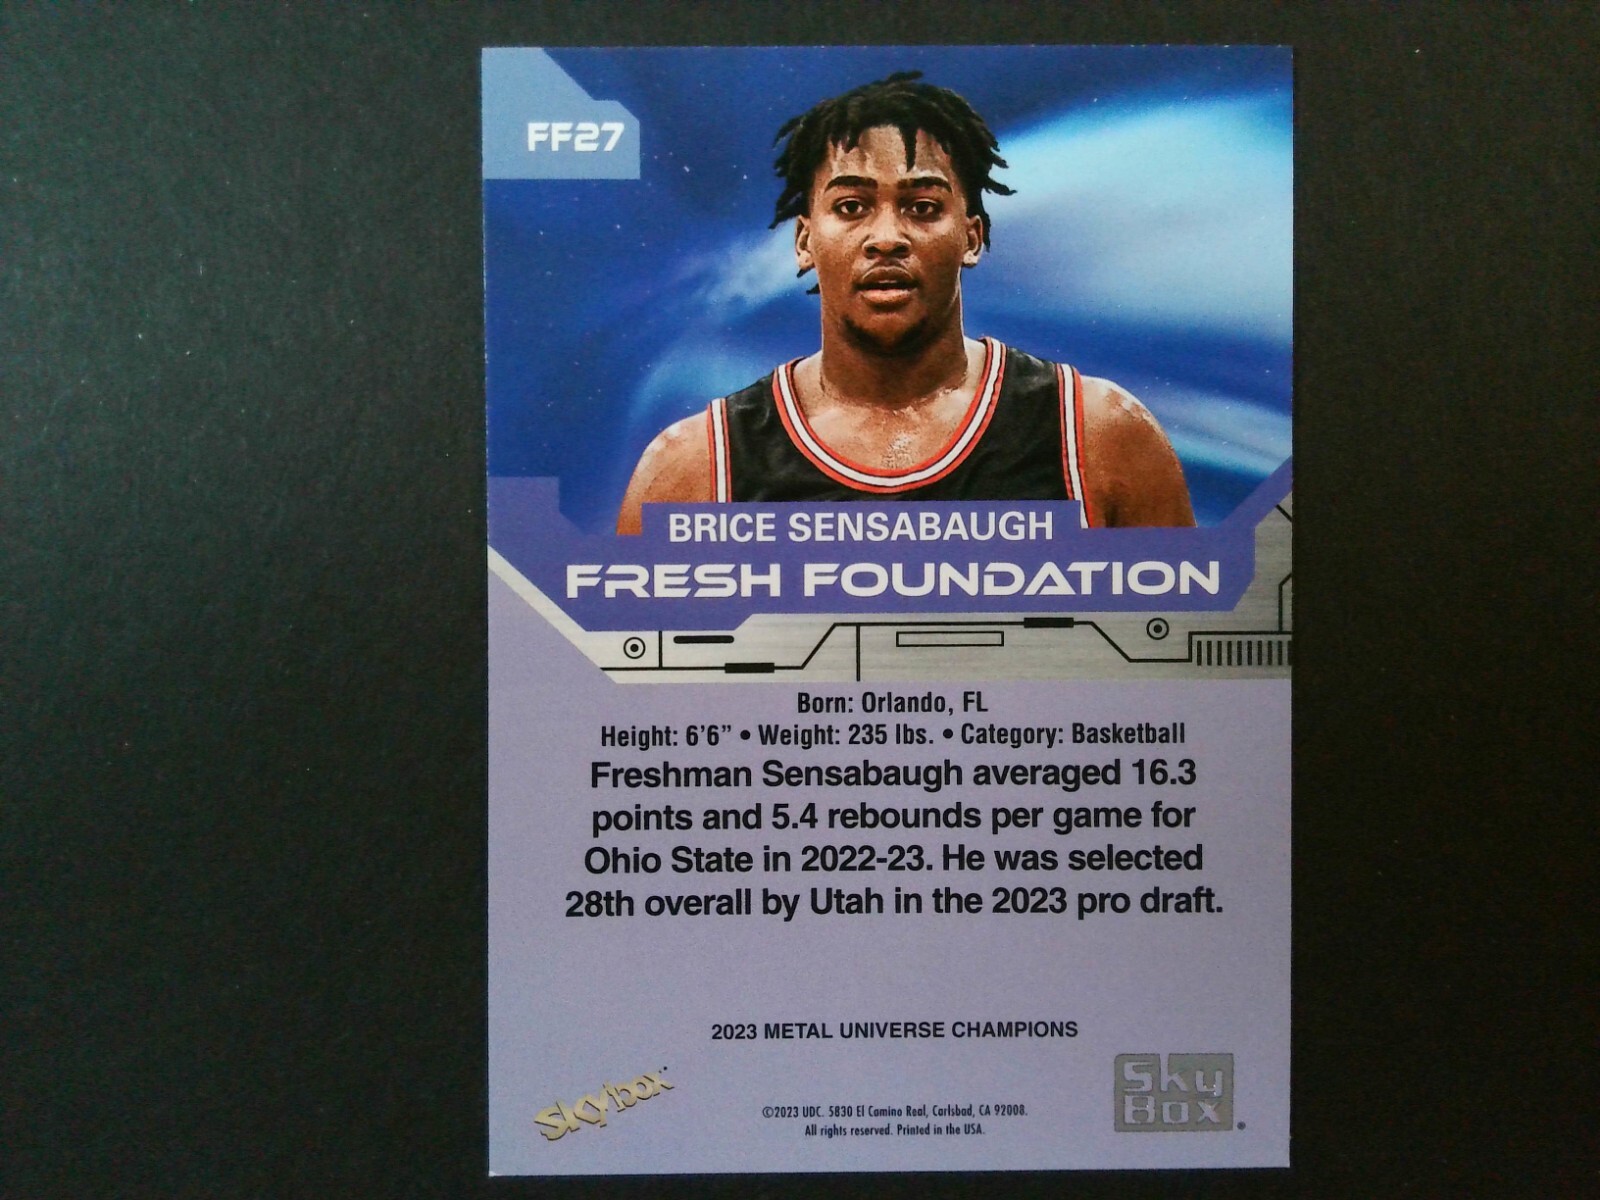 FF27
BRICE SENSABAUGH
FRESH FOUNDATION
Born: Orlando, FL
Height: 6'6” • Weight: 235 lbs. • Category: Basketball
Freshman Sensabaugh averaged 16.3
points and 5.4 rebounds per game for
Ohio State in 2022-23. He was selected
28th overall by Utah in the 2023 pro draft.
2023 METAL UNIVERSE CHAMPIONS
Skybox
©2023 UDC. 5830 El Camino Real, Carlsbad, CA 92008.
All rights reserved. Printed in the USA.
Sky
Box